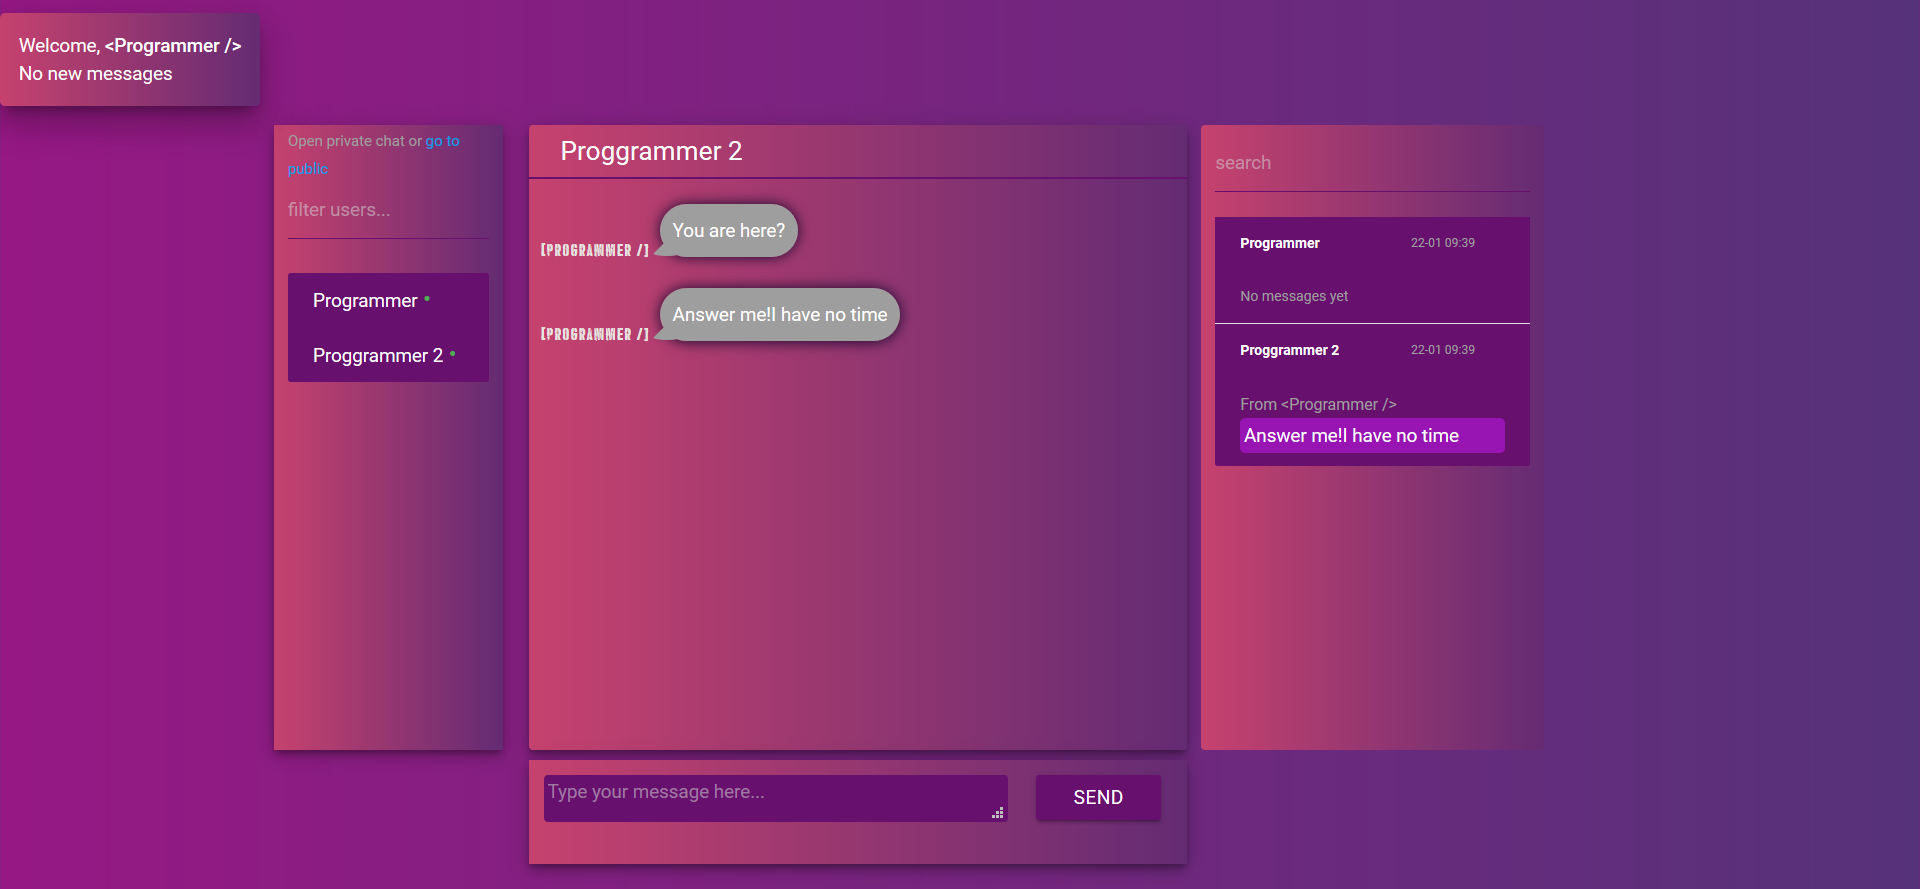 Welcome, <Programmer />
No new messages
Open private chat or go to
public
filter users...
Programmer
Proggrammer 2
Proggrammer 2
You are here?
[PROGRAMMER /]
Answer me!I have no time
[PROGRAMMER /]
Type your message here...
SEND
search
Programmer 22-01 09:39
No messages yet
Proggrammer 2 22-01 09:39
From <Programmer />
Answer me!I have no time